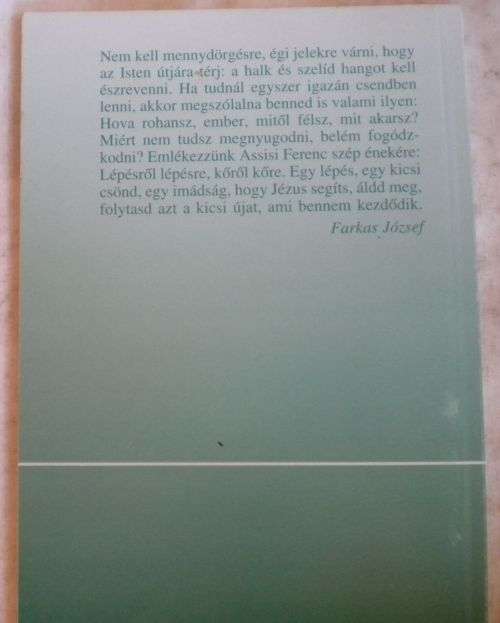 Nem kell mennydörgésre, égi jelekre várni, hogy
az Isten útjára térj: a halk és szelíd hangot kell
észrevenni. Ha tudnál egyszer igazán csendben
lenni, akkor megszólalna benned is valami ilyen:
Hova rohansz, ember, mitől félsz, mit akarsz?
Miért nem tudsz megnyugodni, belém fogódz-
kodni? Emlékezzünk Assisi Ferenc szép énekére:
Lépésről lépésre, kőről kőre. Egy lépés, egy kicsi
csönd, egy imádság, hogy Jézus segíts, áldd meg,
folytasd azt a kicsi újat, ami bennem kezdődik.
Farkas József